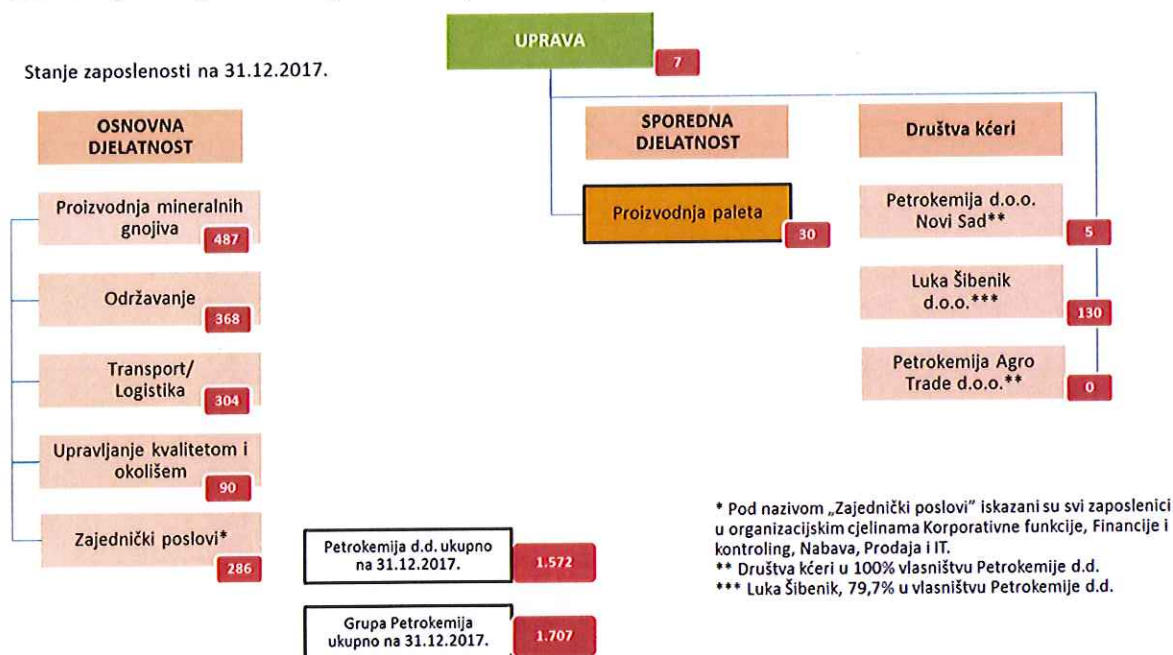 UPRAVA
7
Stanje zaposlenosti na 31.12.2017.
OSNOVNA
DJELATNOST
Proizvodnja mineralnih
gnojiva
487
Održavanje
368
Transport/
Logistika
304
Upravljanje kvalitetom i
okolišem
90
Zajednički poslovi*
286
SPOREDNA
DJELATNOST
Proizvodnja paleta
30
Društva kćeri
Petrokemija d.o.o.
Novi Sad**
5
Luka Šibenik
d.o.o.***
130
Petrokemija Agro
Trade d.o.o.**
0
Petrokemija d.d. ukupno
na 31.12.2017.
1.572
Grupa Petrokemija
ukupno na 31.12.2017.
1.707
* Pod nazivom „Zajednički poslovi” iskazani su svi zaposlenici
u organizacijskim cjelinama Korporativne funkcije, Financije i
kontroling, Nabava, Prodaja i IT.
** Društva kćeri u 100% vlasništvu Petrokemije d.d.
*** Luka Šibenik, 79,7% u vlasništvu Petrokemije d.d.